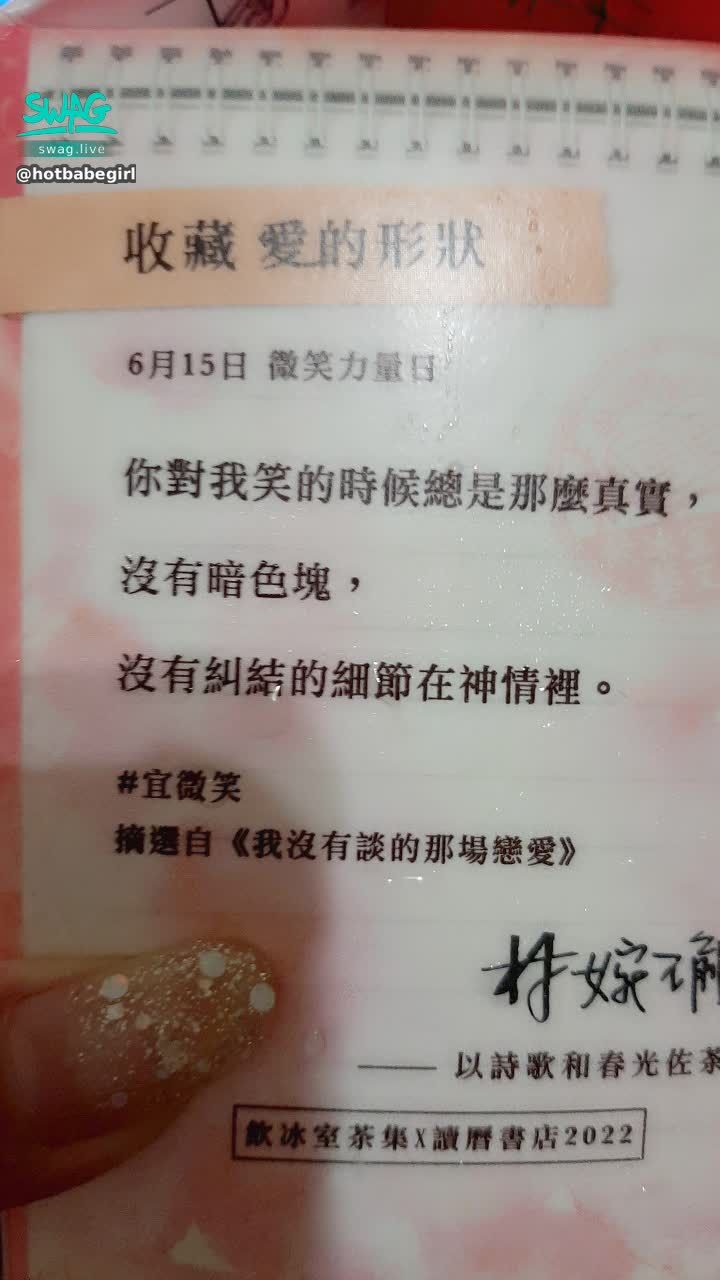 SWAG
swag.live
@hotbabegirl
收藏 愛的形狀
6月15日 微笑力量日
你對我笑的時候總是那麼真實，
沒有暗色塊，
沒有糾結的細節在神情裡。
#宜微笑
摘選自《我沒有談的那場戀愛》
林婉瑜
—— 以詩歌和春光佐茶
飲冰室茶集X讀曆書店2022